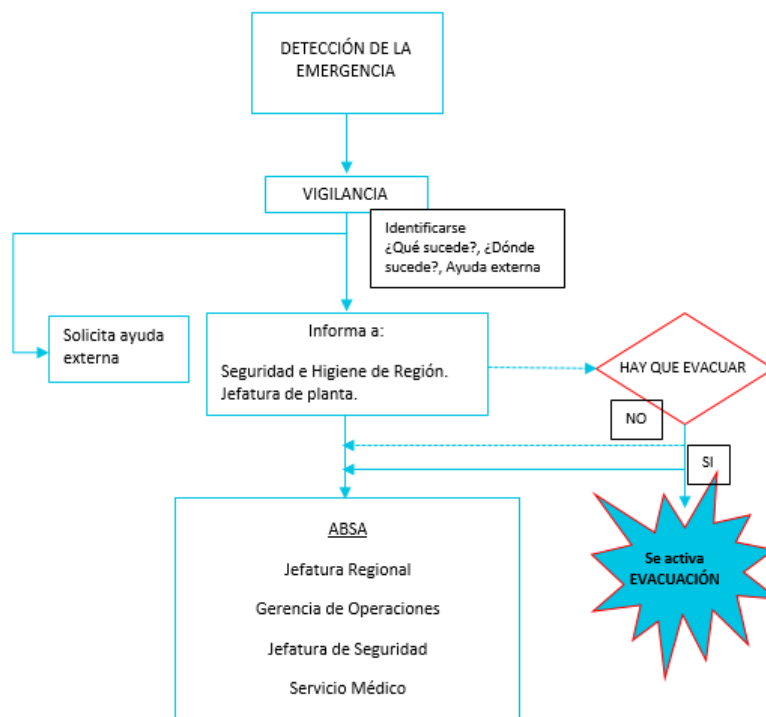 DETECCIÓN DE LA
EMERGENCIA
VIGILANCIA
Identificarse
¿Qué sucede?, ¿Dónde
sucede?, Ayuda externa
Solicita ayuda
externa
Informa a:
Seguridad e Higiene de Región.
Jefatura de planta.
HAY QUE EVACUAR
NO
SI
ABSA
Jefatura Regional
Gerencia de Operaciones
Jefatura de Seguridad
Servicio Médico
Se activa
EVACUACIÓN